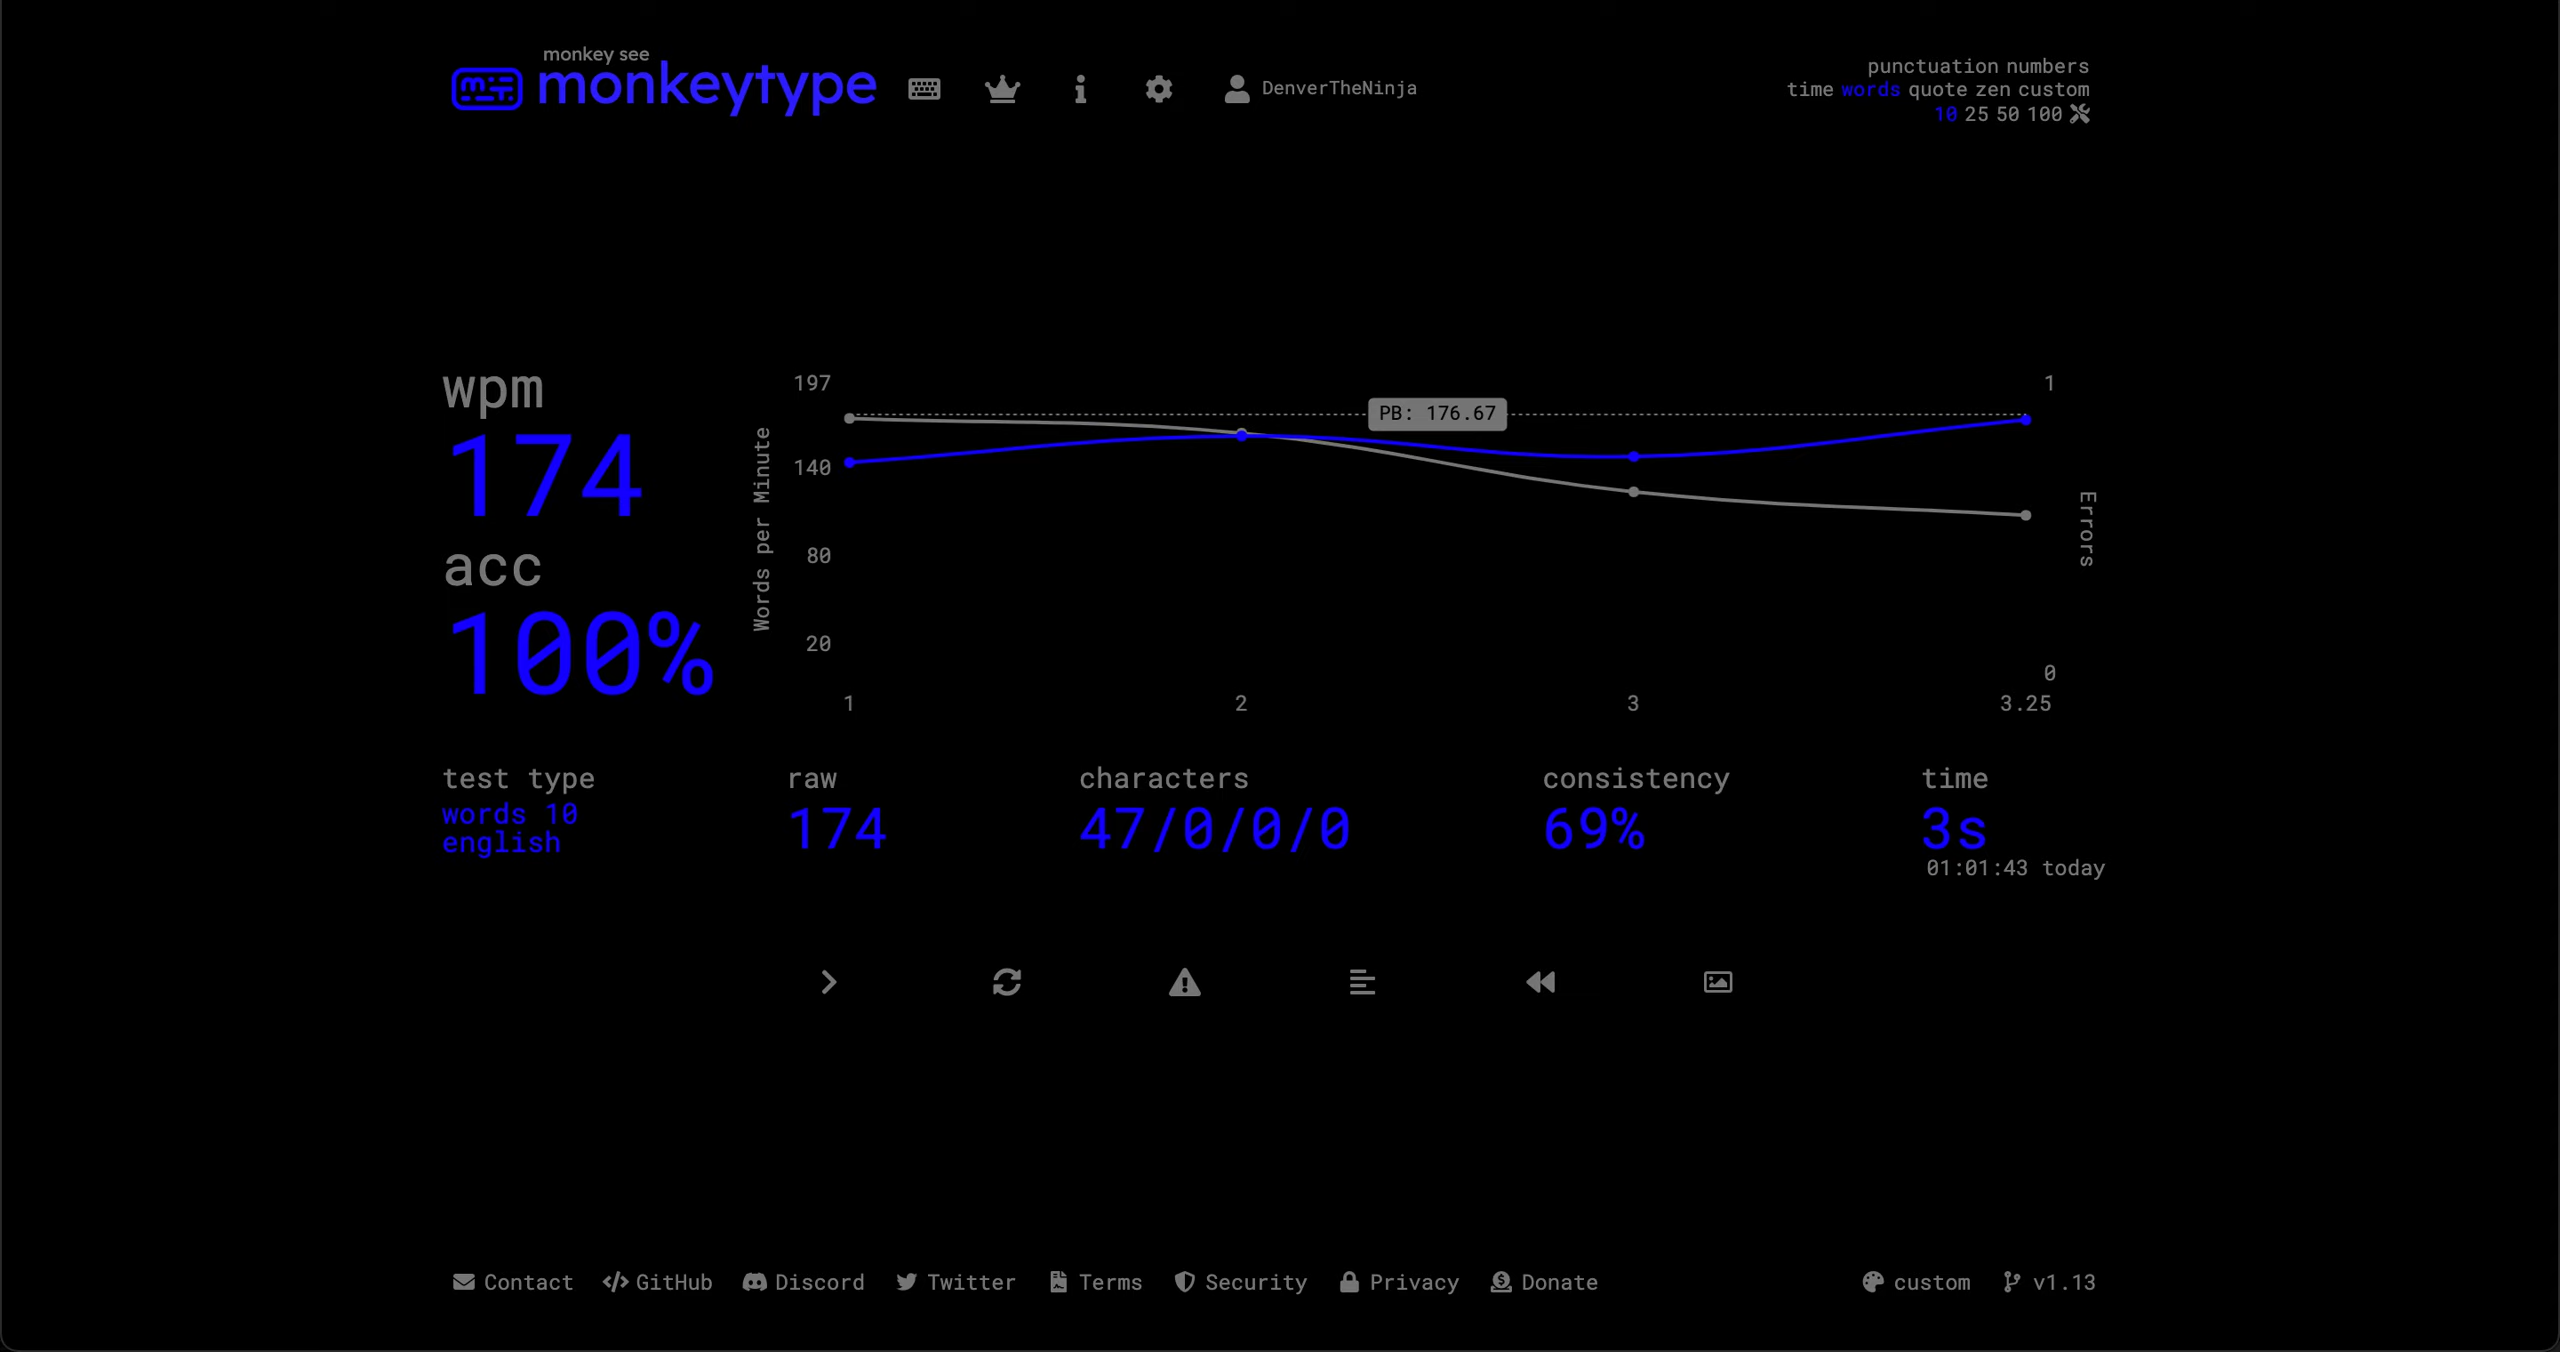 monkey see
monkeytype
DenverTheNinja
punctuation numbers
time words quote zen custom
10 25 50 100
wpm
174
acc
100%
Words per Minute
197
140
80
20
PB: 176.67
1
0
Errors
1 2 3 3.25
test type
words 10
english
raw
174
characters
47/0/0/0
consistency
69%
time
3s
01:01:43 today
Contact GitHub Discord Twitter Terms Security Privacy Donate
custom v1.13